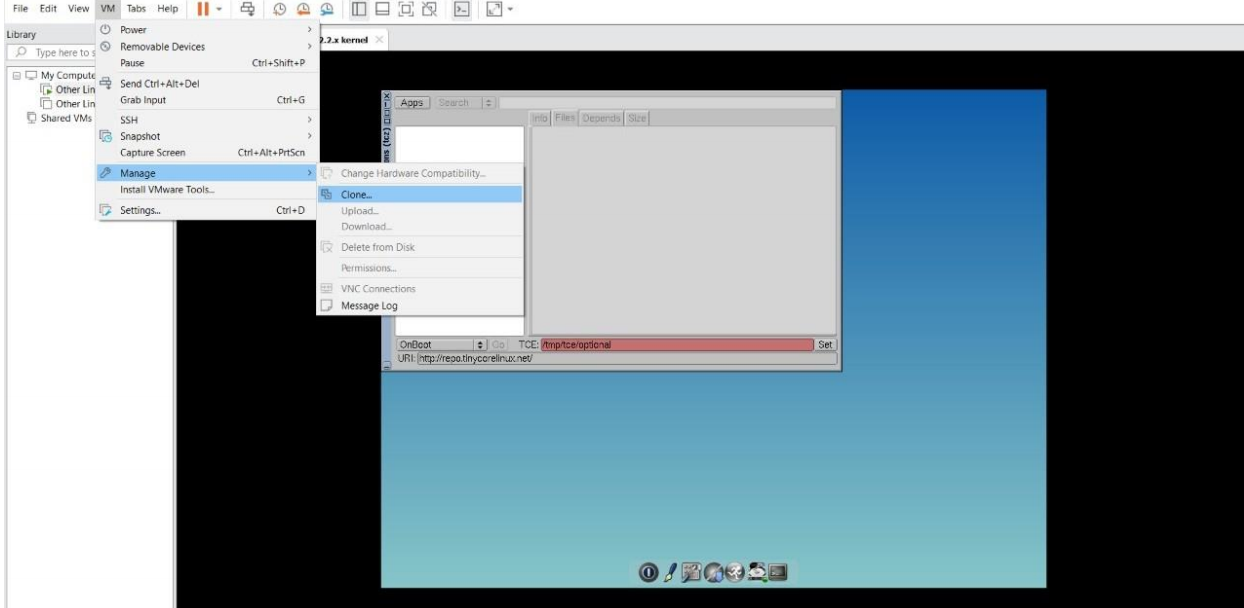 File Edit View VM Tabs Help
Library
Type here to s
My Compute
Other Lin
Other Lin
Shared VMs
Power
Removable Devices
Pause Ctrl+Shift+P
Send Ctrl+Alt+Del
Grab Input Ctrl+G
SSH
Snapshot
Capture Screen Ctrl+Alt+PrtScn
Manage
Install VMware Tools...
Settings... Ctrl+D
Change Hardware Compatibility...
Clone...
Upload...
Download...
Delete from Disk
Permissions...
VNC Connections
Message Log
2.2.x kernel
ons (tcz)
Apps Search
Info Files Depends Size
OnBoot Go TCE: /tmp/tce/optional Set
URI: http://repo.tinycorelinux.net/